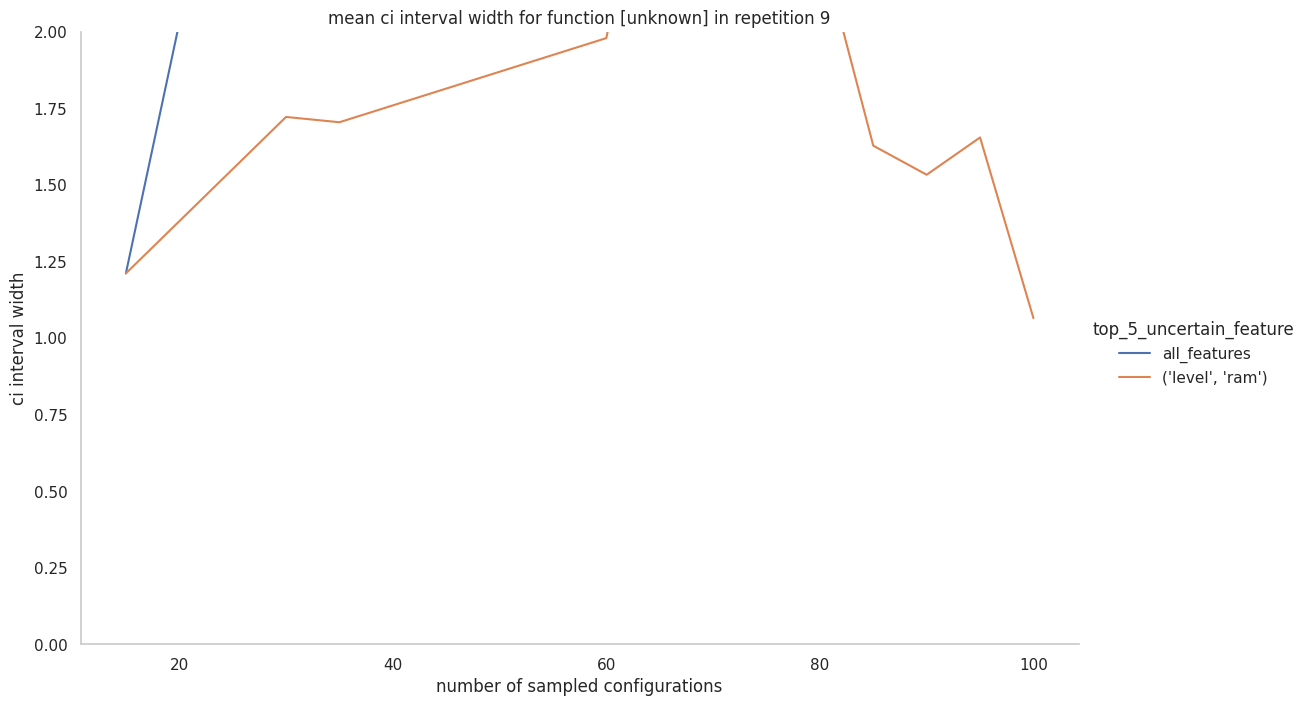 mean ci interval width for function [unknown] in repetition 9
ci interval width
2.00
1.75
1.50
1.25
1.00
0.75
0.50
0.25
0.00
20
40
60
80
100
number of sampled configurations
top_5_uncertain_feature
all_features
('level', 'ram')